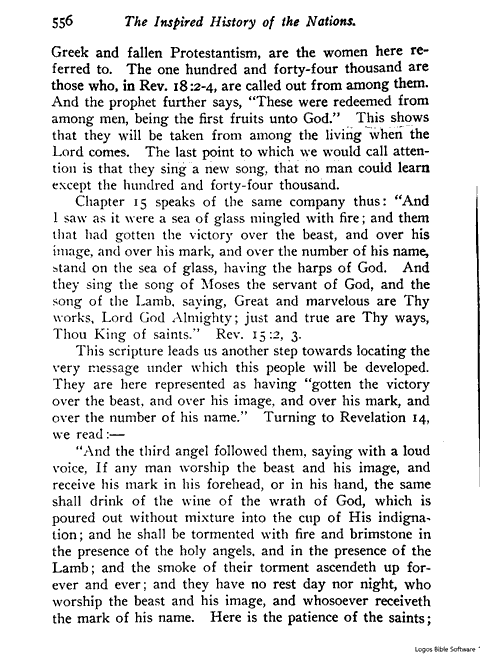 556 The Inspired History of the Nations.
Greek and fallen Protestantism, are the women here re-
ferred to. The one hundred and forty-four thousand are
those who, in Rev. 18:2-4, are called out from among them.
And the prophet further says, "These were redeemed from
among men, being the first fruits unto God." This shows
that they will be taken from among the living when the
Lord comes. The last point to which we would call atten-
tion is that they sing a new song, that no man could learn
except the hundred and forty-four thousand.
Chapter 15 speaks of the same company thus: "And
I saw as it were a sea of glass mingled with fire; and them
that had gotten the victory over the beast, and over his
image, and over his mark, and over the number of his name,
stand on the sea of glass, having the harps of God. And
they sing the song of Moses the servant of God, and the
song of the Lamb, saying, Great and marvelous are Thy
works, Lord God Almighty; just and true are Thy ways,
Thou King of saints." Rev. 15:2, 3.
This scripture leads us another step towards locating the
very message under which this people will be developed.
They are here represented as having "gotten the victory
over the beast, and over his image, and over his mark, and
over the number of his name." Turning to Revelation 14,
we read:—
"And the third angel followed them, saying with a loud
voice, If any man worship the beast and his image, and
receive his mark in his forehead, or in his hand, the same
shall drink of the wine of the wrath of God, which is
poured out without mixture into the cup of His indigna-
tion; and he shall be tormented with fire and brimstone in
the presence of the holy angels, and in the presence of the
Lamb; and the smoke of their torment ascendeth up for-
ever and ever; and they have no rest day nor night, who
worship the beast and his image, and whosoever receiveth
the mark of his name. Here is the patience of the saints;
Logos Bible Software